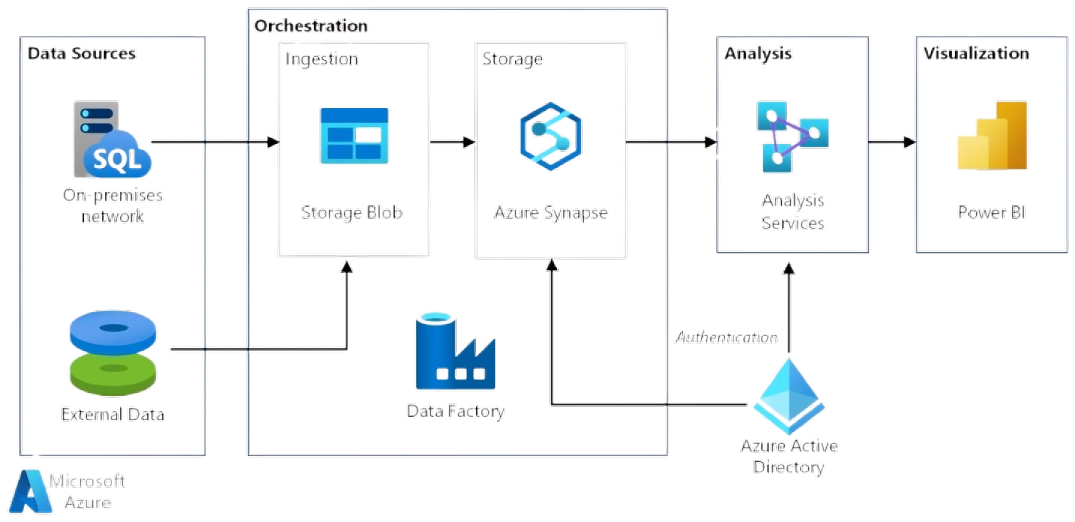 Data Sources
Orchestration
Ingestion
Storage
Analysis
Visualization
SQL
On-premises
network
Storage Blob
Azure Synapse
Analysis
Services
Power BI
External Data
Data Factory
Authentication
Azure Active
Directory
Microsoft
Azure